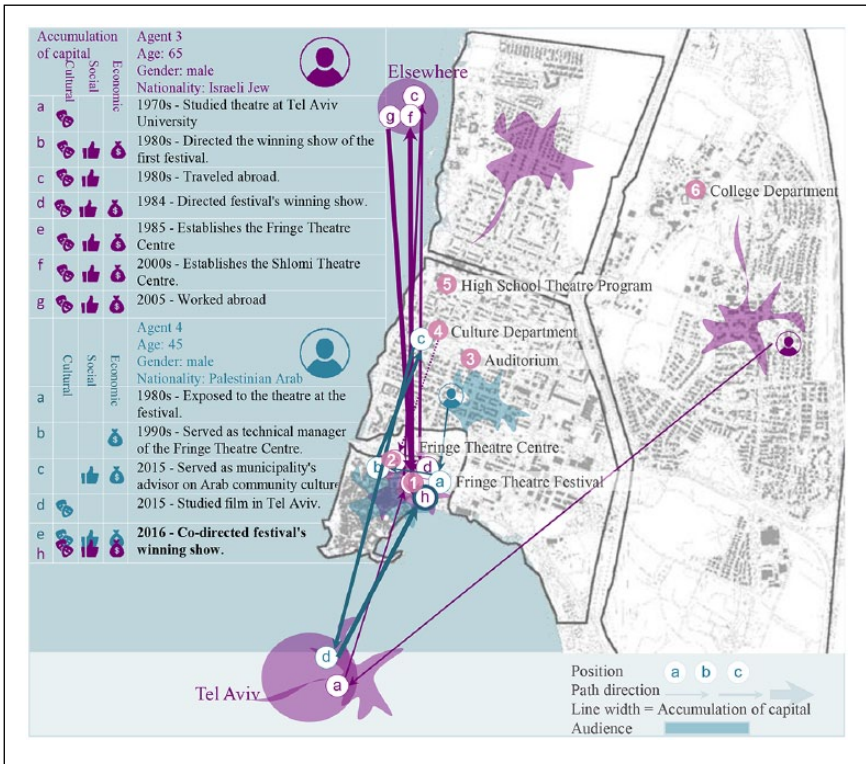 Accumulation
of capital
Cultural
Social
Economic
Agent 3
Age: 65
Gender: male
Nationality: Israeli Jew
a 1970s - Studied theatre at Tel Aviv
University
b 1980s - Directed the winning show of the
first festival.
c 1980s - Traveled abroad.
d 1984 - Directed festival's winning show.
e 1985 - Establishes the Fringe Theatre
Centre
f 2000s - Establishes the Shlomi Theatre
Centre.
g 2005 - Worked abroad
Cultural
Social
Economic
Agent 4
Age: 45
Gender: male
Nationality: Palestinian Arab
a 1980s - Exposed to the theatre at the
festival.
b 1990s - Served as technical manager
of the Fringe Theatre Centre.
c 2015 - Served as municipality's
advisor on Arab community culture
d 2015 - Studied film in Tel Aviv.
e 2016 - Co-directed festival's
h winning show.
Elsewhere
c
g f
6 College Department
5 High School Theatre Program
4 Culture Department
c
3 Auditorium
Fringe Theatre Centre
2
b d
a
1 Fringe Theatre Festival
h
d
a
Tel Aviv
Position a b c
Path direction
Line width = Accumulation of capital
Audience